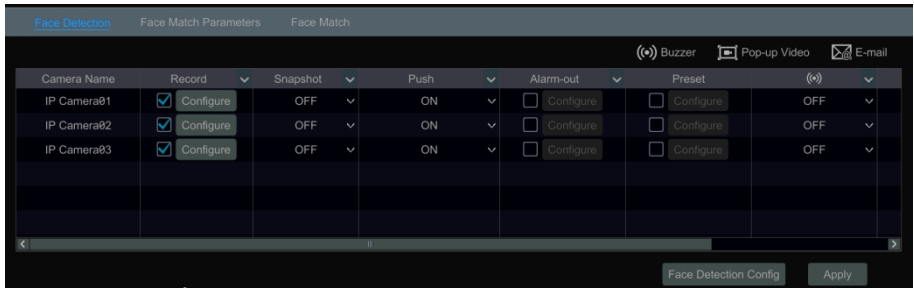 Face Detection Face Match Parameters Face Match
((•)) Buzzer Pop-up Video E-mail
Camera Name Record Snapshot Push Alarm-out Preset ((•))
IP Camera01 Configure OFF ON Configure Configure OFF
IP Camera02 Configure OFF ON Configure Configure OFF
IP Camera03 Configure OFF ON Configure Configure OFF
Face Detection Config Apply